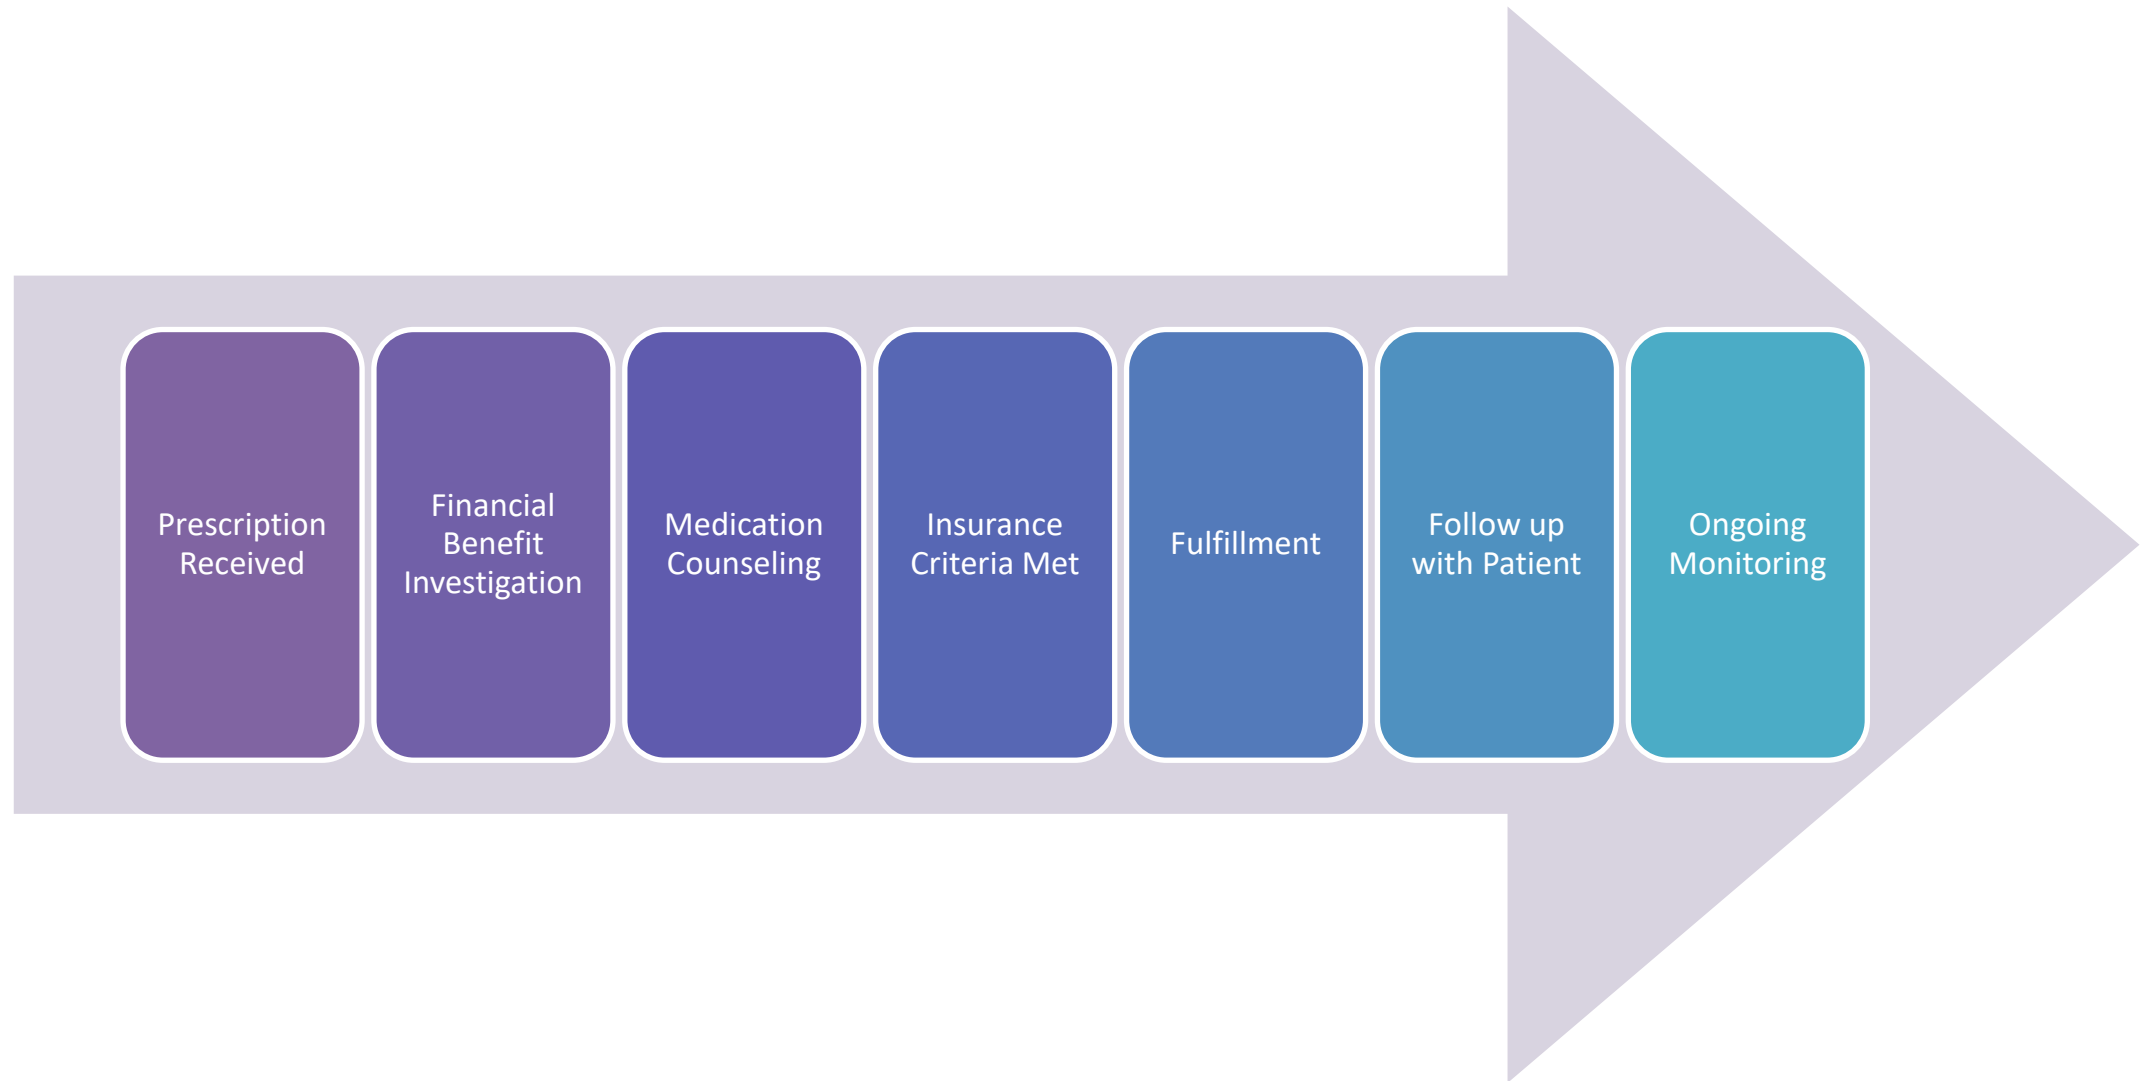 Prescription
Received
Financial
Benefit
Investigation
Medication
Counseling
Insurance
Criteria Met
Fulfillment
Follow up
with Patient
Ongoing
Monitoring